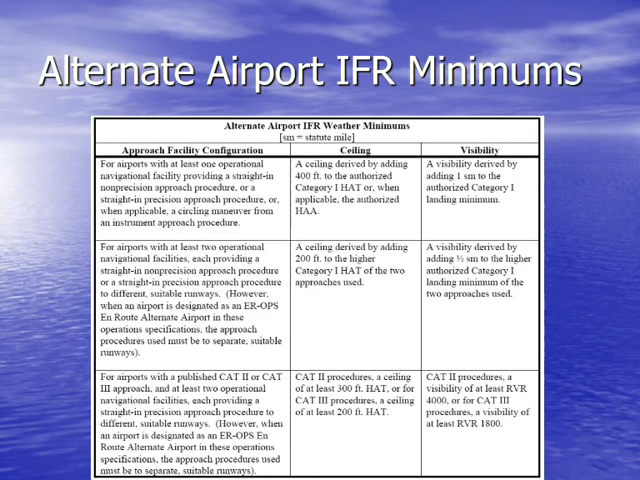 Alternate Airport IFR Minimums
Alternate Airport IFR Weather Minimums
[sm = statute mile]
Approach Facility Configuration
Ceiling
Visibility
For airports with at least one operational
navigational facility providing a straight-in
nonprecision approach procedure, or a
straight-in precision approach procedure, or,
when applicable, a circling maneuver from
an instrument approach procedure.
A ceiling derived by adding
400 ft. to the authorized
Category I HAT or, when
applicable, the authorized
HAA.
A visibility derived by
adding 1 sm to the
authorized Category I
landing minimum.
For airports with at least two operational
navigational facilities, each providing a
straight-in nonprecision approach procedure
or a straight-in precision approach procedure
to different, suitable runways. (However,
when an airport is designated as an ER-OPS
En Route Alternate Airport in these
operations specifications, the approach
procedures used must be to separate, suitable
runways).
A ceiling derived by adding
200 ft. to the higher
Category I HAT of the two
approaches used.
A visibility derived by
adding ½ sm to the higher
authorized Category I
landing minimum of the
two approaches used.
For airports with a published CAT II or CAT
III approach, and at least two operational
navigational facilities, each providing a
straight-in precision approach procedure to
different, suitable runways. (However, when
an airport is designated as an ER-OPS En
Route Alternate Airport in these operations
specifications, the approach procedures used
must be to separate, suitable runways).
CAT II procedures, a ceiling
of at least 300 ft. HAT, or for
CAT III procedures, a ceiling
of at least 200 ft. HAT.
CAT II procedures, a
visibility of at least RVR
4000, or for CAT III
procedures, a visibility of
at least RVR 1800.